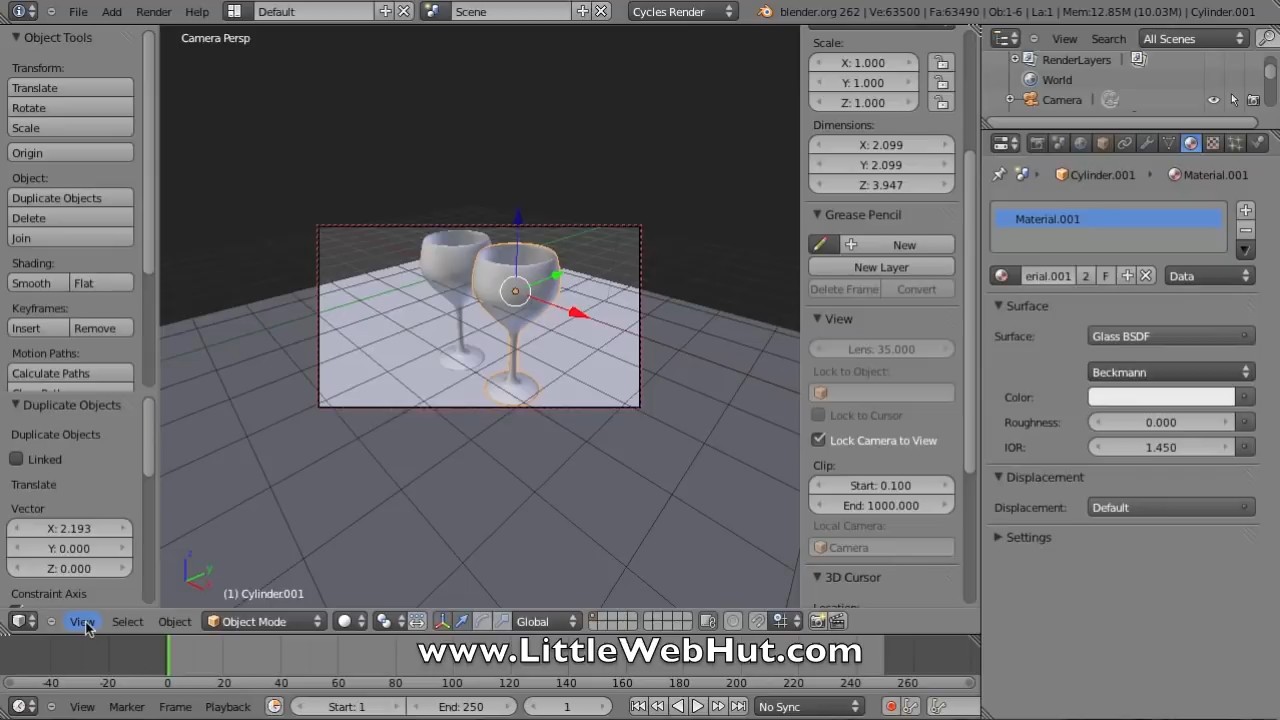 File Add Render Help Default Scene Cycles Render blender.org 262 | Ve:63500 | Fa:63490 | Ob:1-6 | La:1 | Mem:12.85M (10.03M) | Cylinder.001
Object Tools
Transform:
Translate
Rotate
Scale
Origin
Object:
Duplicate Objects
Delete
Join
Shading:
Smooth Flat
Keyframes:
Insert Remove
Motion Paths:
Calculate Paths
Duplicate Objects
Duplicate Objects
Linked
Translate
Vector
X: 2.193
Y: 0.000
Z: 0.000
Constraint Axis
Camera Persp
z
y
(1) Cylinder.001
Scale:
X: 1.000
Y: 1.000
Z: 1.000
Dimensions:
X: 2.099
Y: 2.099
Z: 3.947
Grease Pencil
New
New Layer
Delete Frame Convert
View
Lens: 35.000
Lock to Object:
Lock to Cursor
Lock Camera to View
Clip:
Start: 0.100
End: 1000.000
Local Camera:
Camera
3D Cursor
View Search All Scenes
RenderLayers |
World
Camera |
Cylinder.001 Material.001
Material.001
erial.001 2 F Data
Surface
Surface: Glass BSDF
Beckmann
Color:
Roughness: 0.000
IOR: 1.450
Displacement
Displacement: Default
Settings
View Select Object Object Mode Global
www.LittleWebHut.com
-40 -20 0 20 40 60 80 100 120 140 160 180 200 220 240 260
View Marker Frame Playback Start: 1 End: 250 1 No Sync